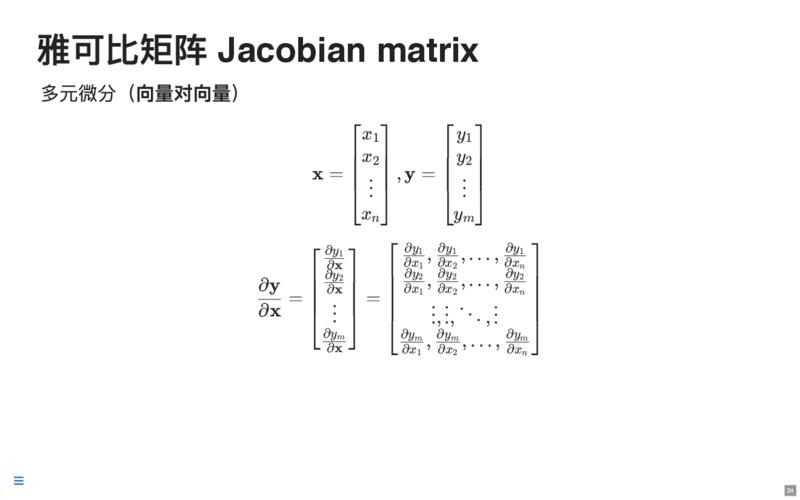 雅可比矩阵 Jacobian matrix
多元微分（向量对向量）
$\mathbf{x} = \begin{bmatrix} x_1 \\ x_2 \\ \vdots \\ x_n \end{bmatrix}, \mathbf{y} = \begin{bmatrix} y_1 \\ y_2 \\ \vdots \\ y_m \end{bmatrix}$
$\frac{\partial \mathbf{y}}{\partial \mathbf{x}} = \begin{bmatrix} \frac{\partial y_1}{\partial \mathbf{x}} \\ \frac{\partial y_2}{\partial \mathbf{x}} \\ \vdots \\ \frac{\partial y_m}{\partial \mathbf{x}} \end{bmatrix} = \begin{bmatrix} \frac{\partial y_1}{\partial x_1}, \frac{\partial y_1}{\partial x_2}, \ldots, \frac{\partial y_1}{\partial x_n} \\ \frac{\partial y_2}{\partial x_1}, \frac{\partial y_2}{\partial x_2}, \ldots, \frac{\partial y_2}{\partial x_n} \\ \vdots, \vdots, \ddots, \vdots \\ \frac{\partial y_m}{\partial x_1}, \frac{\partial y_m}{\partial x_2}, \ldots, \frac{\partial y_m}{\partial x_n} \end{bmatrix}$
24